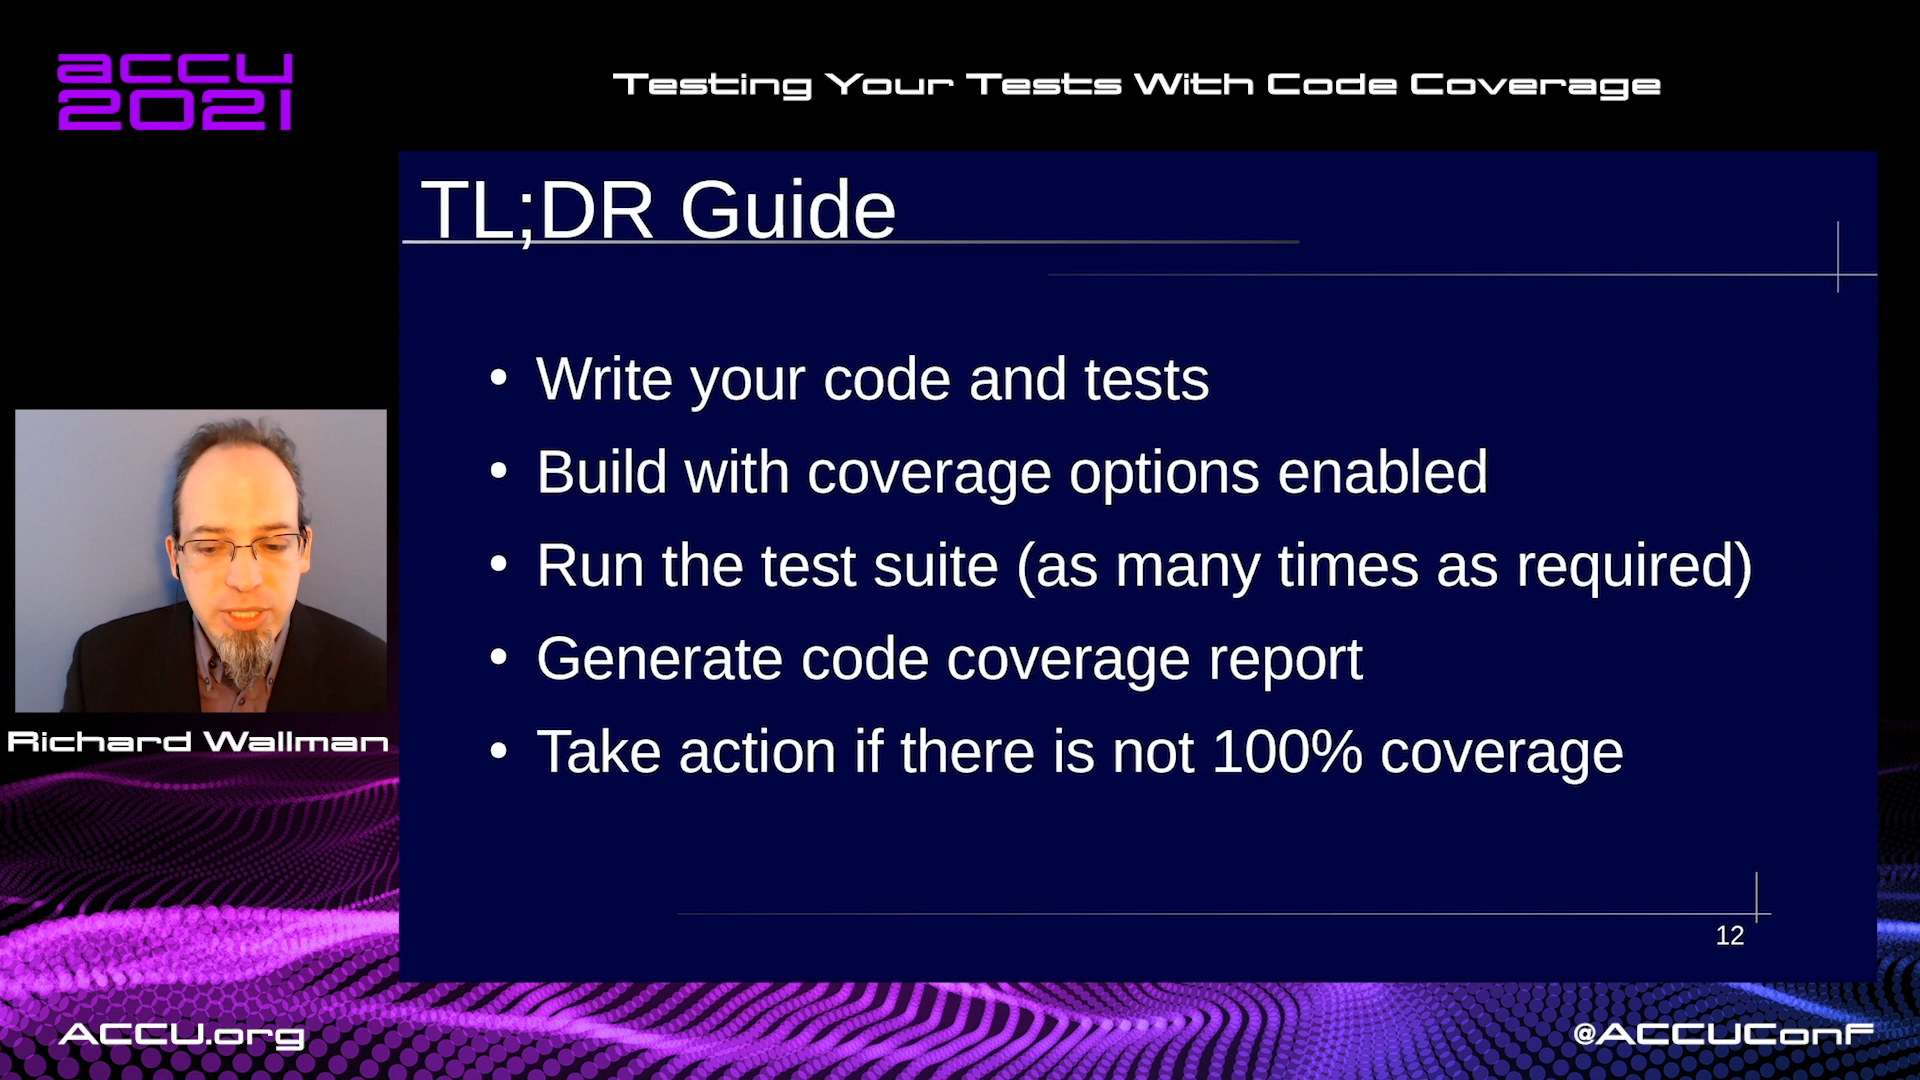 accu
2021
Testing Your Tests With Code Coverage
TL;DR Guide
• Write your code and tests
• Build with coverage options enabled
• Run the test suite (as many times as required)
• Generate code coverage report
• Take action if there is not 100% coverage
12
Richard Wallman
ACCU.org
@ACCUConf